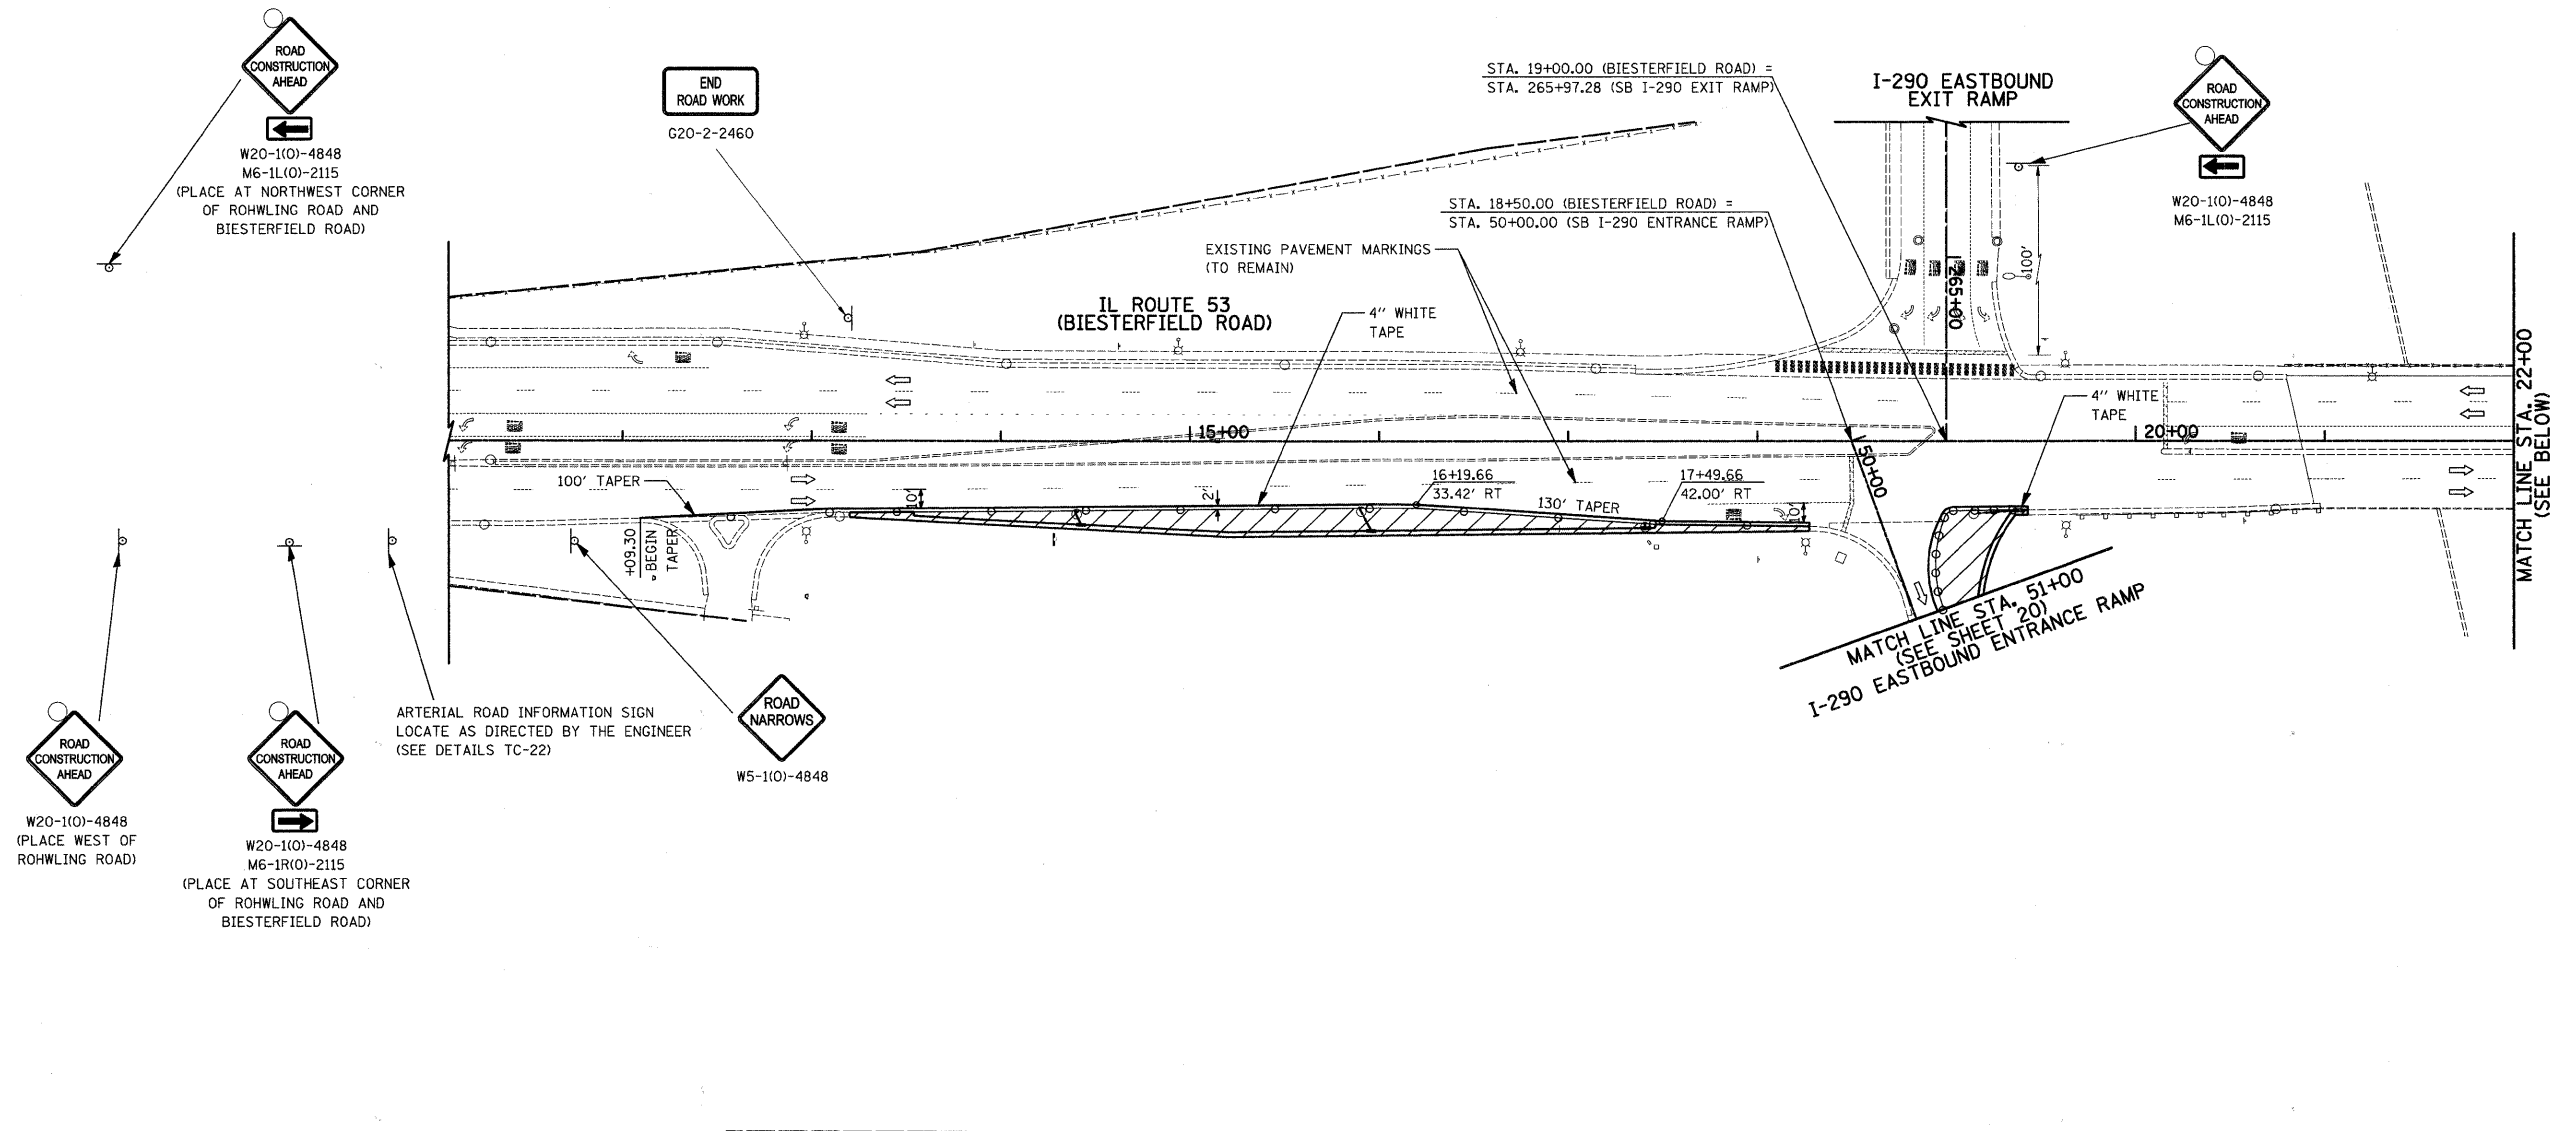 ROAD
CONSTRUCTION
AHEAD
W20-1(O)-4848
M6-1L(O)-2115
(PLACE AT NORTHWEST CORNER
OF ROHWLING ROAD AND
BIESTERFIELD ROAD)
END
ROAD WORK
G20-2-2460
STA. 19+00.00 (BIESTERFIELD ROAD) =
STA. 265+97.28 (SB I-290 EXIT RAMP)
I-290 EASTBOUND
EXIT RAMP
ROAD
CONSTRUCTION
AHEAD
W20-1(O)-4848
M6-1L(O)-2115
STA. 18+50.00 (BIESTERFIELD ROAD) =
STA. 50+00.00 (SB I-290 ENTRANCE RAMP)
EXISTING PAVEMENT MARKINGS
(TO REMAIN)
IL ROUTE 53
(BIESTERFIELD ROAD)
4" WHITE
TAPE
265+00
100'
4" WHITE
TAPE
MATCH LINE STA. 22+00
(SEE BELOW)
15+00
20+00
50+00
100' TAPER
10'
2'
16+19.66
33.42' RT
130' TAPER
17+49.66
42.00' RT
10'
+09.30
BEGIN
TAPER
MATCH LINE STA. 51+00
(SEE SHEET 20)
I-290 EASTBOUND ENTRANCE RAMP
ROAD
CONSTRUCTION
AHEAD
W20-1(O)-4848
(PLACE WEST OF
ROHWLING ROAD)
ROAD
CONSTRUCTION
AHEAD
W20-1(O)-4848
M6-1R(O)-2115
(PLACE AT SOUTHEAST CORNER
OF ROHWLING ROAD AND
BIESTERFIELD ROAD)
ARTERIAL ROAD INFORMATION SIGN
LOCATE AS DIRECTED BY THE ENGINEER
(SEE DETAILS TC-22)
ROAD
NARROWS
W5-1(O)-4848